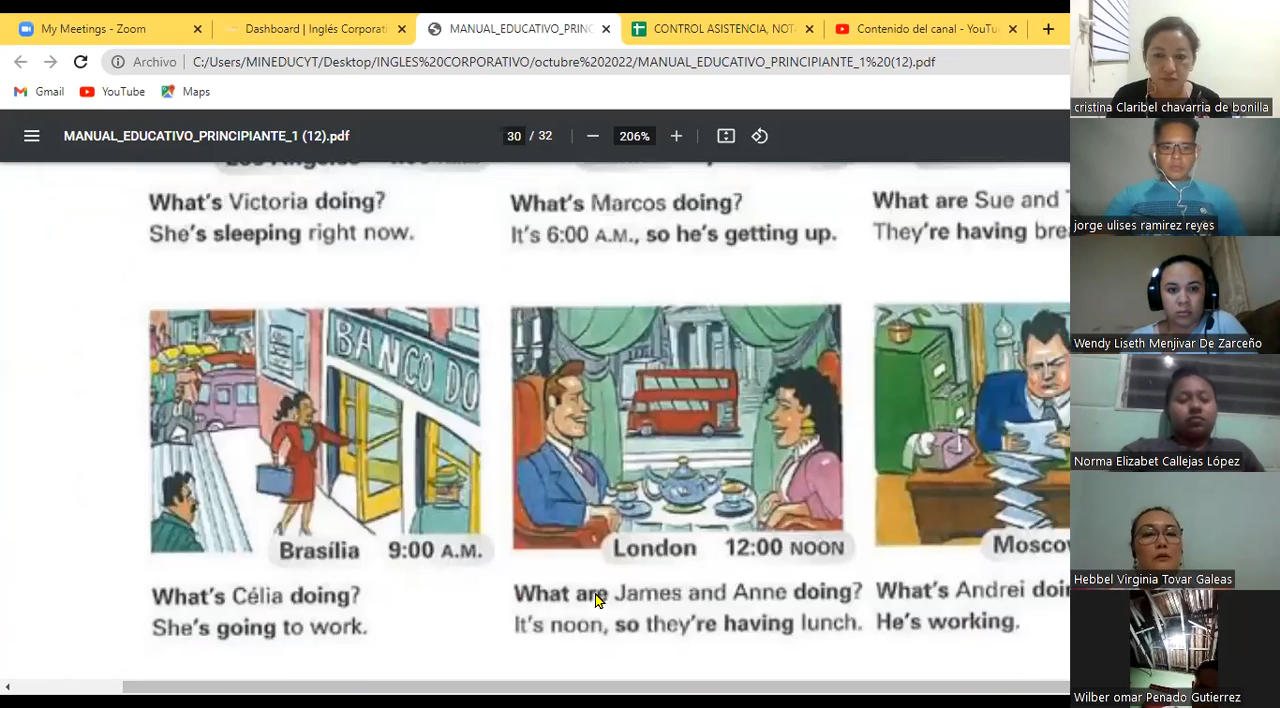 My Meetings - Zoom
Dashboard | Inglés Corporati
MANUAL_EDUCATIVO_PRINC
CONTROL ASISTENCIA, NOT
Contenido del canal - YouTu
Archivo
C:/Users/MINEDUCYT/Desktop/INGLES%20CORPORATIVO/octubre%202022/MANUAL_EDUCATIVO_PRINCIPIANTE_1%20(12).pdf
Gmail
YouTube
Maps
MANUAL_EDUCATIVO_PRINCIPIANTE_1 (12).pdf
30 / 32
206%
What's Victoria doing?
She's sleeping right now.
What's Marcos doing?
It's 6:00 A.M., so he's getting up.
What are Sue and
They're having
BANCO DO
Brasília 9:00 A.M.
What's Célia doing?
She's going to work.
London 12:00 NOON
What are James and Anne doing?
It's noon, so they're having lunch.
What's Andrei
He's working.
cristina Claribel chavarria de bonilla
jorge ulises ramirez reyes
Wendy Liseth Menjivar De Zarceño
Norma Elizabet Callejas López
Hebbel Virginia Tovar Galeas
Wilber omar Penado Gutierrez